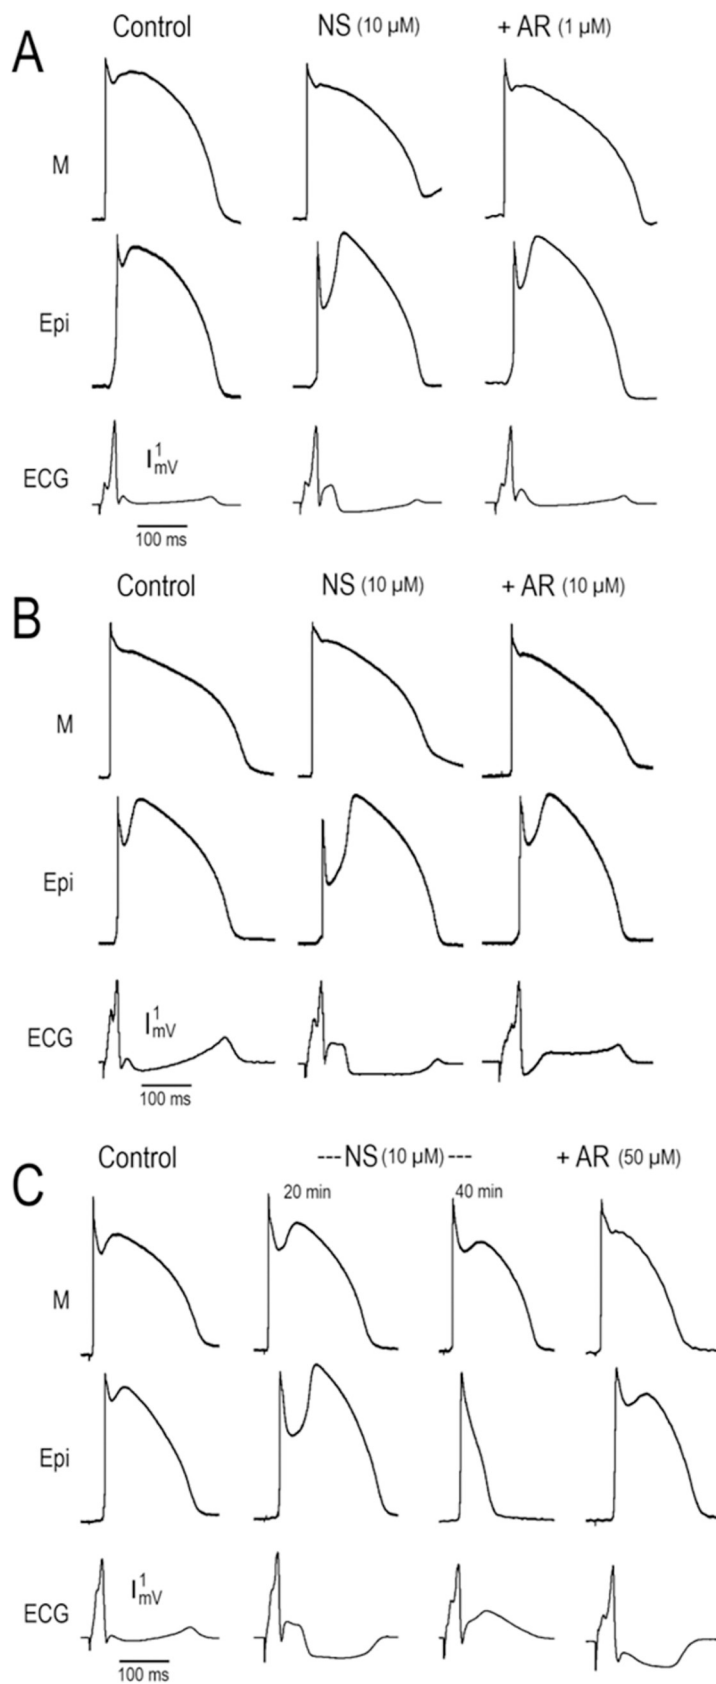 A
Control NS (10 µM) + AR (1 µM)
M
Epi
ECG
1
mV
100 ms
B
Control NS (10 µM) + AR (10 µM)
M
Epi
ECG
1
mV
100 ms
C
Control ---NS (10 µM) --- + AR (50 µM)
20 min 40 min
M
Epi
ECG
1
mV
100 ms